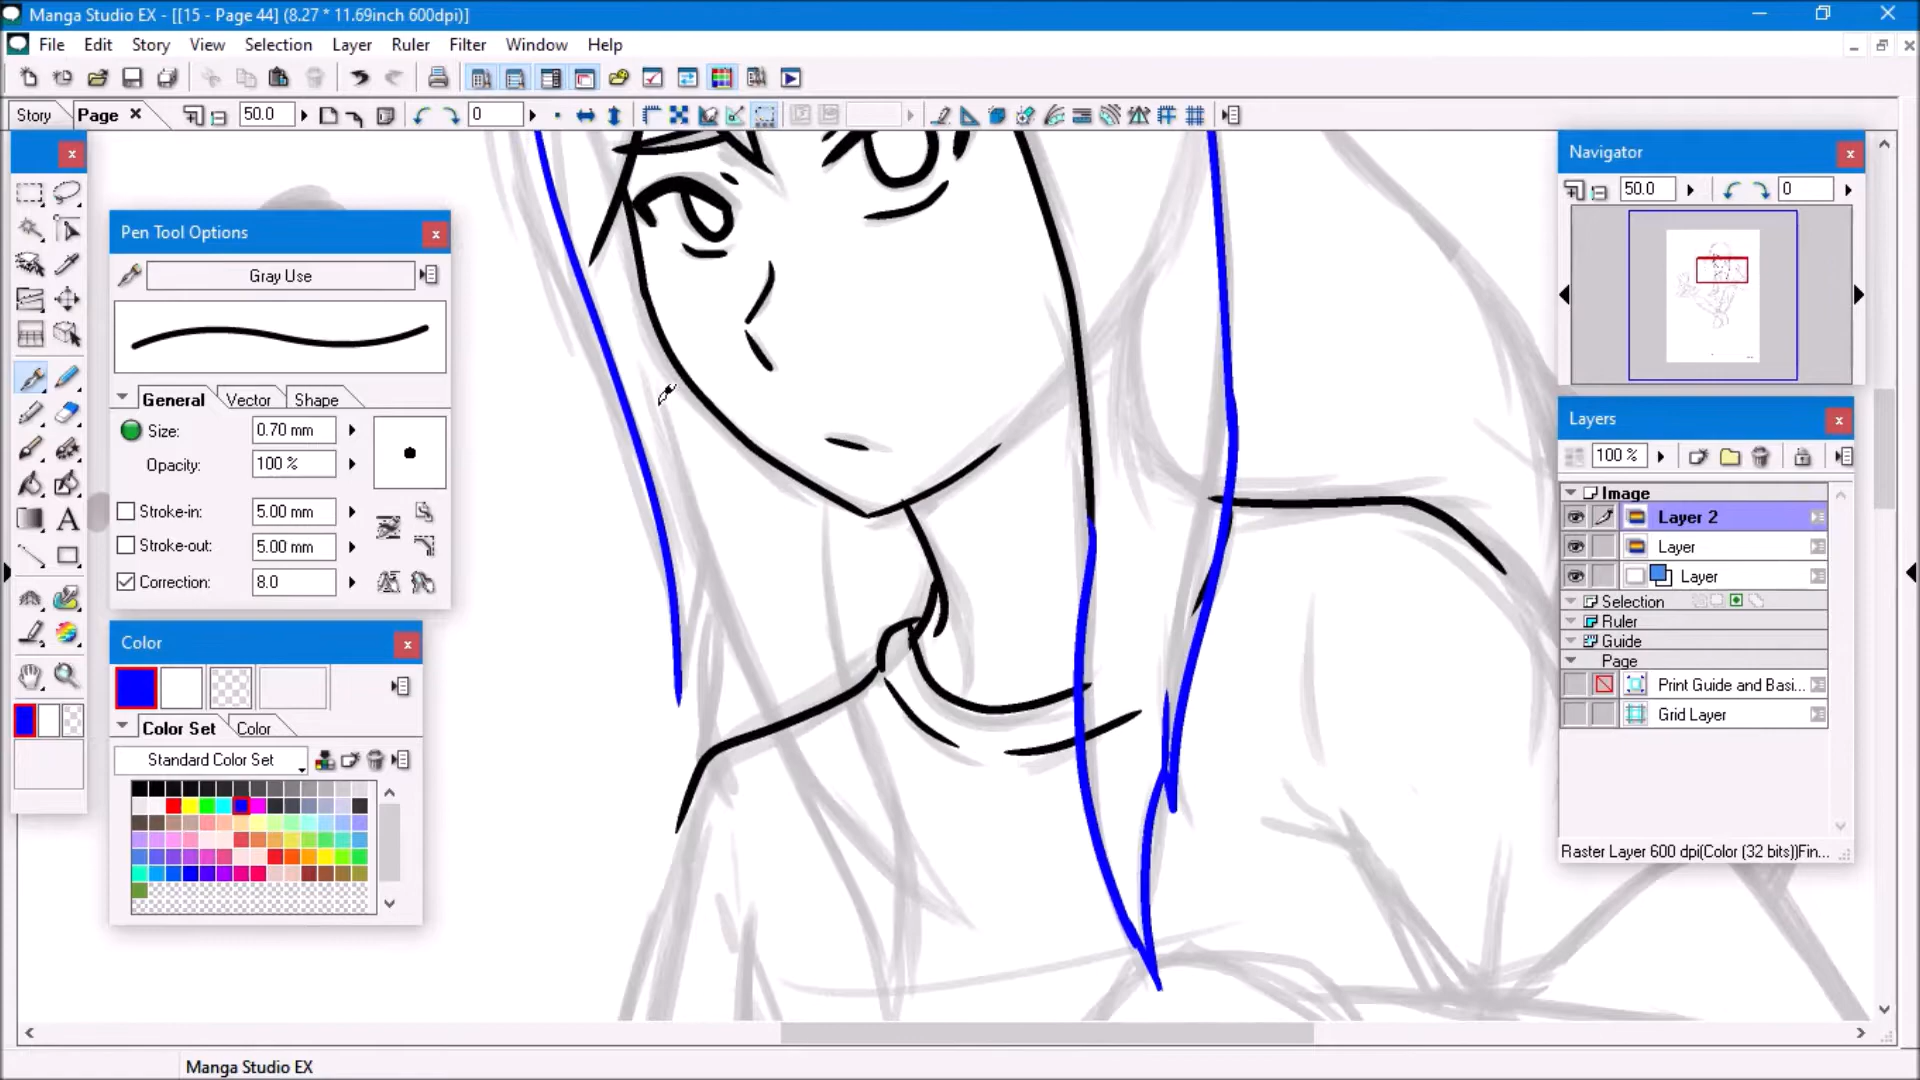 Manga Studio EX - [[15 - Page 44] (8.27 * 11.69inch 600dpi)]
File Edit Story View Selection Layer Ruler Filter Window Help
Story Page 50.0 0
Navigator
50.0 0
Pen Tool Options
Gray Use
General Vector Shape
Size: 0.70 mm
Opacity: 100 %
Stroke-in: 5.00 mm
Stroke-out: 5.00 mm
Correction: 8.0
Color
Color Set Color
Standard Color Set
Layers
100 %
Image
Layer 2
Layer
Layer
Selection
Ruler
Guide
Page
Print Guide and Basi...
Grid Layer
Raster Layer 600 dpi(Color (32 bits))Fin...
Manga Studio EX